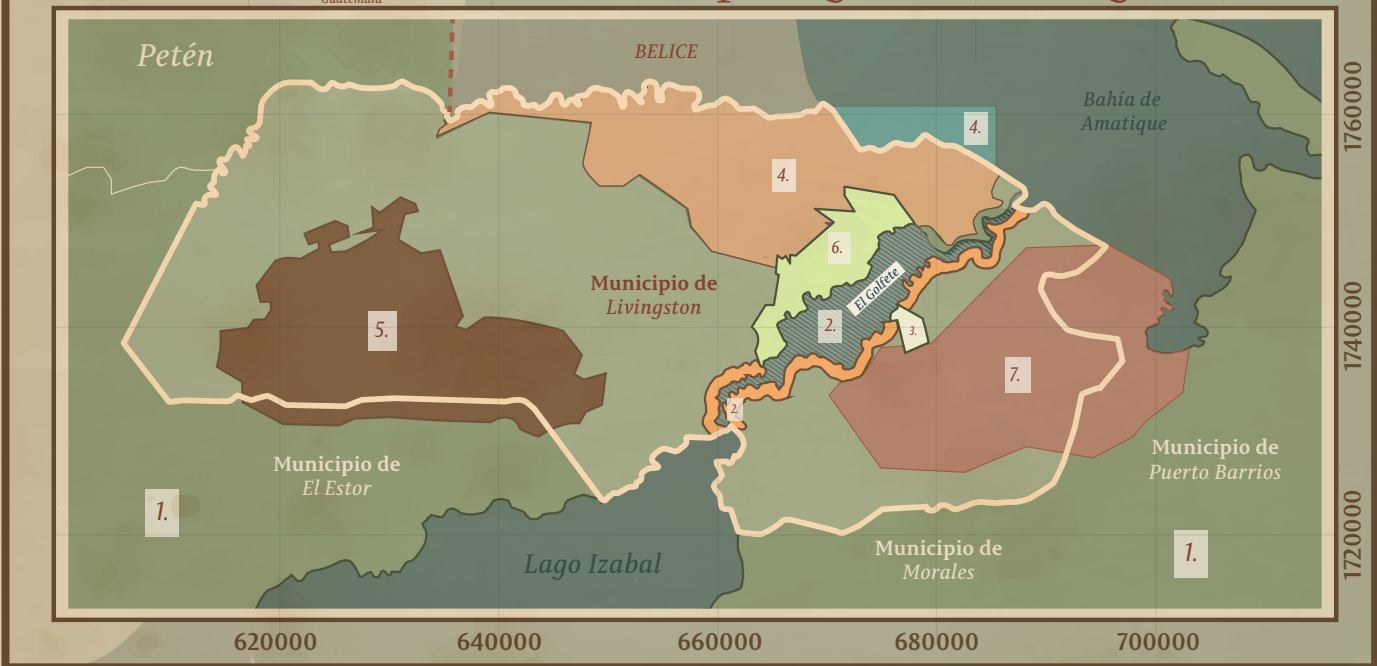 Guatemala
Petén
BELICE
Bahía de
Amatique
4.
4.
6.
Municipio de
Livingston
El Golfete
2.
3.
5.
7.
2.
Municipio de
El Estor
1.
Municipio de
Puerto Barrios
Lago Izabal
Municipio de
Morales
1.
1760000
1740000
1720000
620000
640000
660000
680000
700000